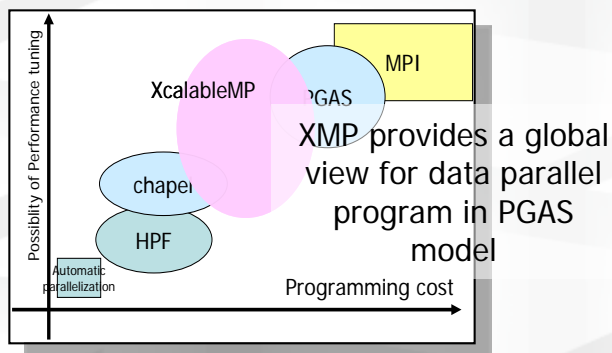 Possiblity of Performance tuning
MPI
XcalableMP
PGAS
XMP provides a global
view for data parallel
program in PGAS
model
chapel
HPF
Automatic
parallelization
Programming cost